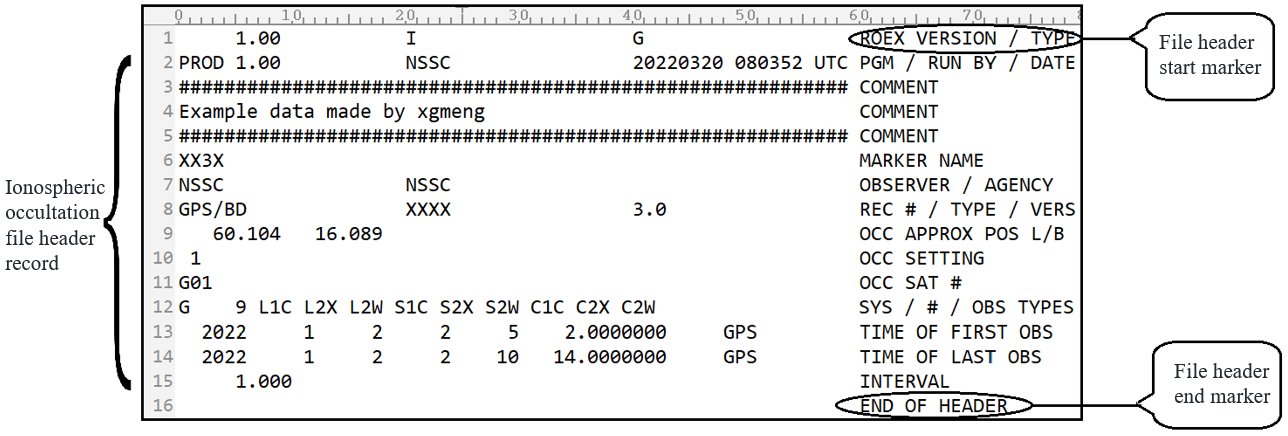 0 10 20 30 40 50 60 70 8
1 1.00 I G ROEX VERSION / TYPE
2 PROD 1.00 NSSC 20220320 080352 UTC PGM / RUN BY / DATE
3 ########################################################### COMMENT
4 Example data made by xgmeng COMMENT
5 ########################################################### COMMENT
6 XX3X MARKER NAME
7 NSSC NSSC OBSERVER / AGENCY
8 GPS/BD XXXX 3.0 REC # / TYPE / VERS
9 60.104 16.089 OCC APPROX POS L/B
10 1 OCC SETTING
11 G01 OCC SAT #
12 G 9 L1C L2X L2W S1C S2X S2W C1C C2X C2W SYS / # / OBS TYPES
13 2022 1 2 2 5 2.0000000 GPS TIME OF FIRST OBS
14 2022 1 2 2 10 14.0000000 GPS TIME OF LAST OBS
15 1.000 INTERVAL
16 END OF HEADER
Ionospheric
occultation
file header
record
File header
start marker
File header
end marker